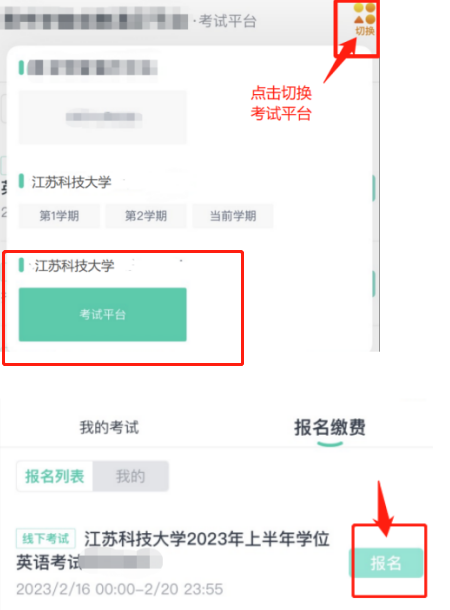 ·考试平台
切换
点击切换
考试平台
江苏科技大学
第1学期 第2学期 当前学期
江苏科技大学
考试平台
我的考试 报名缴费
报名列表 我的
线下考试 江苏科技大学2023年上半年学位
英语考试
报名
2023/2/16 00:00-2/20 23:55